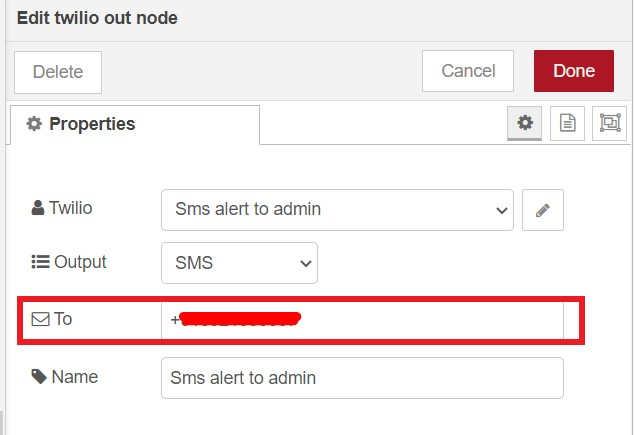 Edit twilio out node
Delete
Cancel
Done
Properties
Twilio
Sms alert to admin
Output
SMS
To
+
Name
Sms alert to admin